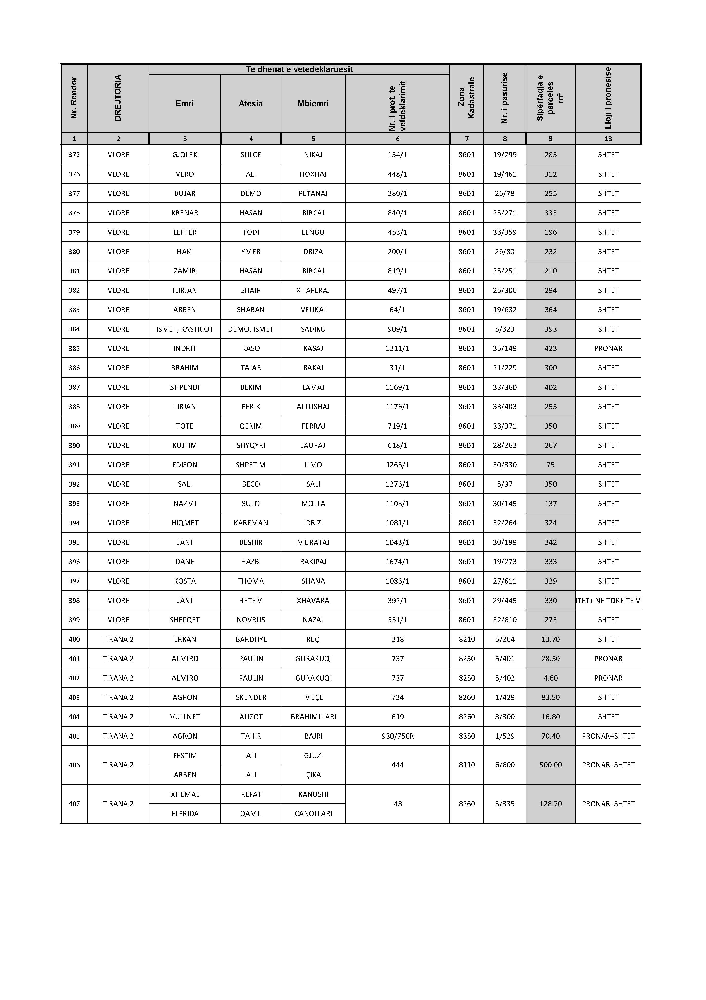 Të dhënat e vetëdeklaruesit
Nr. Rendor DREJTORIA Emri Atësia Mbiemri Nr. i prot. te vetdeklarimit Zona Kadastrale Nr. i pasurisë Sipërfaqja e parceles m² Lloji I pronesise
1 2 3 4 5 6 7 8 9 13
375 VLORE GJOLEK SULCE NIKAJ 154/1 8601 19/299 285 SHTET
376 VLORE VERO ALI HOXHAJ 448/1 8601 19/461 312 SHTET
377 VLORE BUJAR DEMO PETANAJ 380/1 8601 26/78 255 SHTET
378 VLORE KRENAR HASAN BIRCAJ 840/1 8601 25/271 333 SHTET
379 VLORE LEFTER TODI LENGU 453/1 8601 33/359 196 SHTET
380 VLORE HAKI YMER DRIZA 200/1 8601 26/80 232 SHTET
381 VLORE ZAMIR HASAN BIRCAJ 819/1 8601 25/251 210 SHTET
382 VLORE ILIRJAN SHAIP XHAFERAJ 497/1 8601 25/306 294 SHTET
383 VLORE ARBEN SHABAN VELIKAJ 64/1 8601 19/632 364 SHTET
384 VLORE ISMET, KASTRIOT DEMO, ISMET SADIKU 909/1 8601 5/323 393 SHTET
385 VLORE INDRIT KASO KASAJ 1311/1 8601 35/149 423 PRONAR
386 VLORE BRAHIM TAJAR BAKAJ 31/1 8601 21/229 300 SHTET
387 VLORE SHPENDI BEKIM LAMAJ 1169/1 8601 33/360 402 SHTET
388 VLORE LIRJAN FERIK ALLUSHAJ 1176/1 8601 33/403 255 SHTET
389 VLORE TOTE QERIM FERRAJ 719/1 8601 33/371 350 SHTET
390 VLORE KUJTIM SHYQYRI JAUPAJ 618/1 8601 28/263 267 SHTET
391 VLORE EDISON SHPETIM LIMO 1266/1 8601 30/330 75 SHTET
392 VLORE SALI BECO SALI 1276/1 8601 5/97 350 SHTET
393 VLORE NAZMI SULO MOLLA 1108/1 8601 30/145 137 SHTET
394 VLORE HIQMET KAREMAN IDRIZI 1081/1 8601 32/264 324 SHTET
395 VLORE JANI BESHIR MURATAJ 1043/1 8601 30/199 342 SHTET
396 VLORE DANE HAZBI RAKIPAJ 1674/1 8601 19/273 333 SHTET
397 VLORE KOSTA THOMA SHANA 1086/1 8601 27/611 329 SHTET
398 VLORE JANI HETEM XHAVARA 392/1 8601 29/445 330 NE TOKE TE
399 VLORE SHEFQET NOVRUS NAZAJ 551/1 8601 32/610 273 SHTET
400 TIRANA 2 ERKAN BARDHYL REÇI 318 8210 5/264 13.70 SHTET
401 TIRANA 2 ALMIRO PAULIN GURAKUQI 737 8250 5/401 28.50 PRONAR
402 TIRANA 2 ALMIRO PAULIN GURAKUQI 737 8250 5/402 4.60 PRONAR
403 TIRANA 2 AGRON SKENDER MEÇE 734 8260 1/429 83.50 SHTET
404 TIRANA 2 VULLNET ALIZOT BRAHIMLLARI 619 8260 8/300 16.80 SHTET
405 TIRANA 2 AGRON TAHIR BAJRI 930/750R 8350 1/529 70.40 PRONAR+SHTET
FESTIM ALI GJUZI
406 TIRANA 2 444 8110 6/600 500.00 PRONAR+SHTET
ARBEN ALI ÇIKA
XHEMAL REFAT KANUSHI
407 TIRANA 2 48 8260 5/335 128.70 PRONAR+SHTET
ELFRIDA QAMIL CANOLLARI